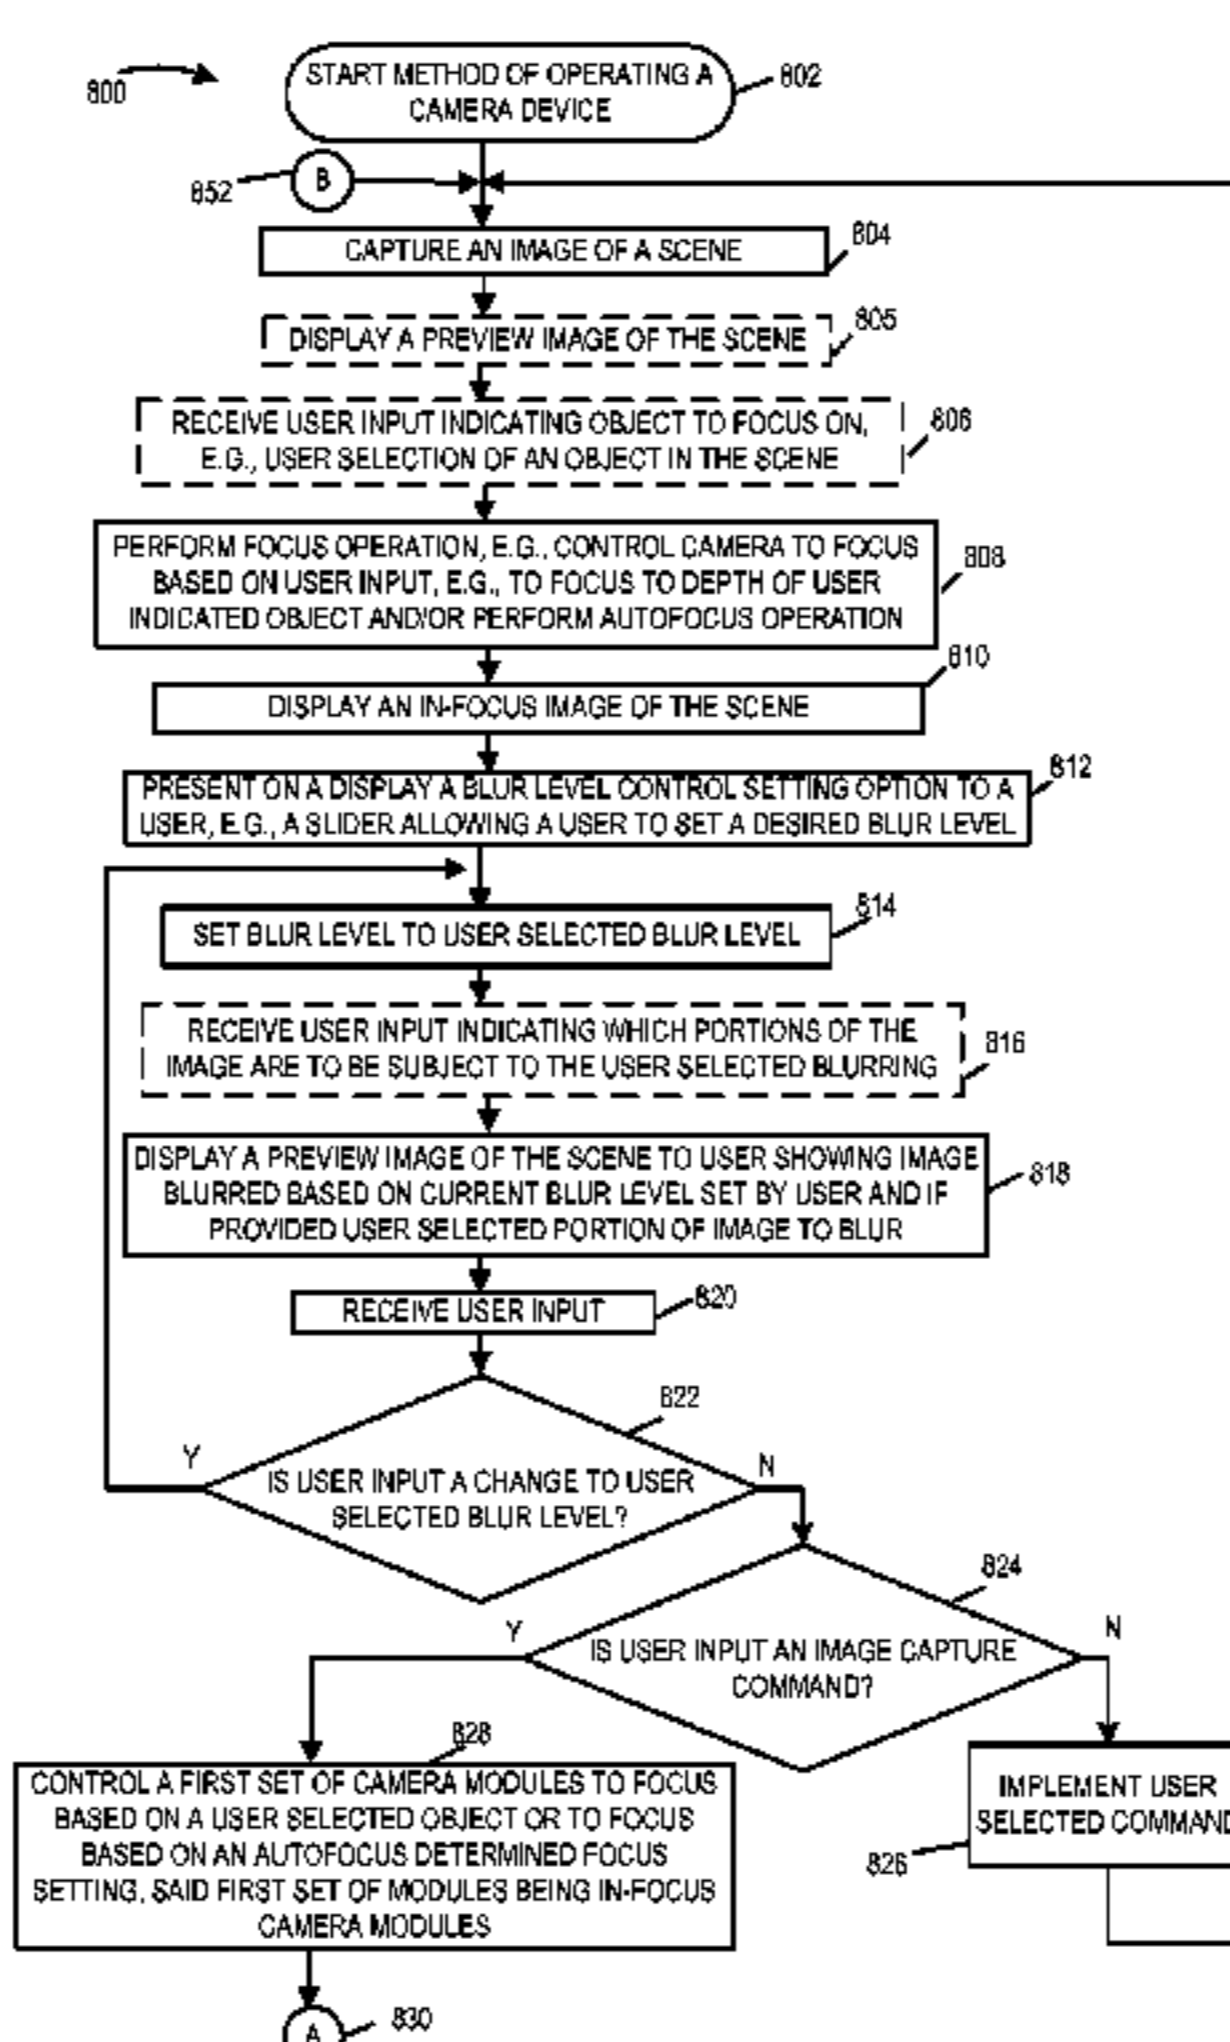 800
START METHOD OF OPERATING A
CAMERA DEVICE
802
852
B
CAPTURE AN IMAGE OF A SCENE
804
DISPLAY A PREVIEW IMAGE OF THE SCENE
805
RECEIVE USER INPUT INDICATING OBJECT TO FOCUS ON,
E.G., USER SELECTION OF AN OBJECT IN THE SCENE
806
PERFORM FOCUS OPERATION, E.G., CONTROL CAMERA TO FOCUS
BASED ON USER INPUT, E.G., TO FOCUS TO DEPTH OF USER
INDICATED OBJECT AND/OR PERFORM AUTOFOCUS OPERATION
808
810
DISPLAY AN IN-FOCUS IMAGE OF THE SCENE
812
PRESENT ON A DISPLAY A BLUR LEVEL CONTROL SETTING OPTION TO A
USER, E.G., A SLIDER ALLOWING A USER TO SET A DESIRED BLUR LEVEL
814
SET BLUR LEVEL TO USER SELECTED BLUR LEVEL
RECEIVE USER INPUT INDICATING WHICH PORTIONS OF THE
IMAGE ARE TO BE SUBJECT TO THE USER SELECTED BLURRING
816
DISPLAY A PREVIEW IMAGE OF THE SCENE TO USER SHOWING IMAGE
BLURRED BASED ON CURRENT BLUR LEVEL SET BY USER AND IF
PROVIDED USER SELECTED PORTION OF IMAGE TO BLUR
818
RECEIVE USER INPUT
820
822
Y
N
IS USER INPUT A CHANGE TO USER
SELECTED BLUR LEVEL?
824
Y
N
IS USER INPUT AN IMAGE CAPTURE
COMMAND?
828
CONTROL A FIRST SET OF CAMERA MODULES TO FOCUS
BASED ON A USER SELECTED OBJECT OR TO FOCUS
BASED ON AN AUTOFOCUS DETERMINED FOCUS
SETTING, SAID FIRST SET OF MODULES BEING IN-FOCUS
CAMERA MODULES
IMPLEMENT USER
SELECTED COMMAND
826
A
830